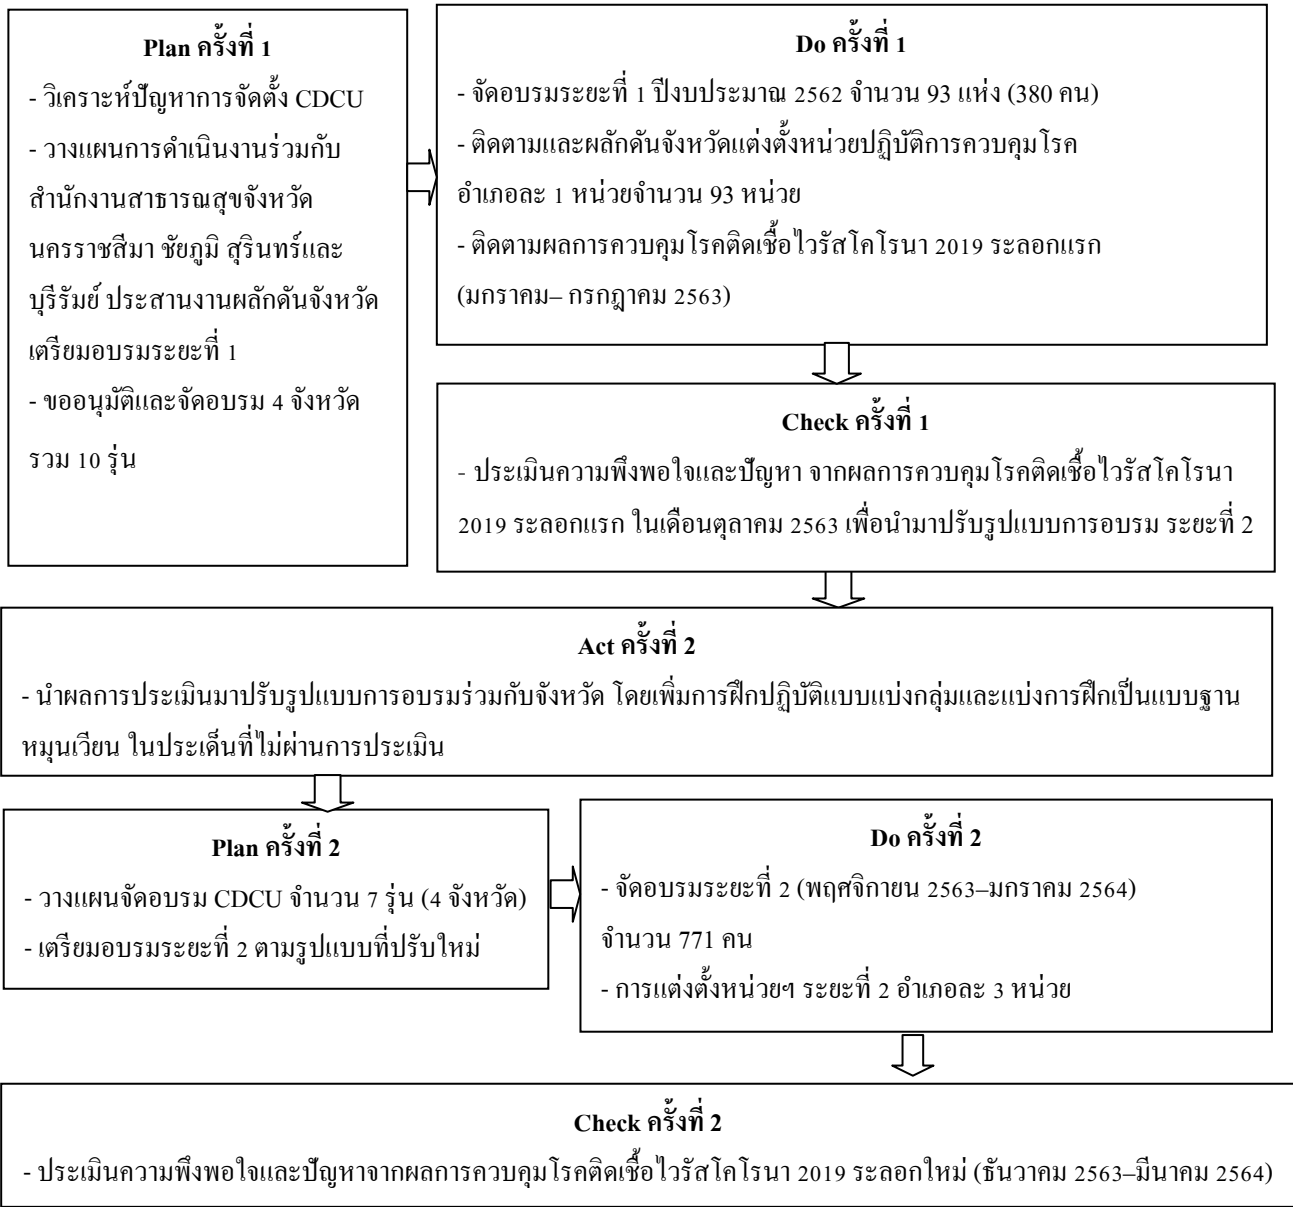 Plan ครั้งที่ 1
- วิเคราะห์ปัญหาการจัดตั้ง CDCU
- วางแผนการดำเนินงานร่วมกับ
สำนักงานสาธารณสุขจังหวัด
นครราชสีมา ชัยภูมิ สุรินทร์และ
บุรีรัมย์ ประสานงานผลักดันจังหวัด
เตรียมอบรมระยะที่ 1
- ขออนุมัติและจัดอบรม 4 จังหวัด
รวม 10 รุ่น
Do ครั้งที่ 1
- จัดอบรมระยะที่ 1 ปีงบประมาณ 2562 จำนวน 93 แห่ง (380 คน)
- ติดตามและผลักดันจังหวัดแต่งตั้งหน่วยปฏิบัติการควบคุมโรค
อำเภอละ 1 หน่วยจำนวน 93 หน่วย
- ติดตามผลการควบคุมโรคติดเชื้อไวรัสโคโรนา 2019 ระลอกแรก
(มกราคม– กรกฎาคม 2563)
Check ครั้งที่ 1
- ประเมินความพึงพอใจและปัญหา จากผลการควบคุมโรคติดเชื้อไวรัสโคโรนา
2019 ระลอกแรก ในเดือนตุลาคม 2563 เพื่อนำมาปรับรูปแบบการอบรม ระยะที่ 2
Act ครั้งที่ 2
- นำผลการประเมินมาปรับรูปแบบการอบรมร่วมกับจังหวัด โดยเพิ่มการฝึกปฏิบัติแบบแบ่งกลุ่มและแบ่งการฝึกเป็นแบบฐาน
หมุนเวียน ในประเด็นที่ไม่ผ่านการประเมิน
Plan ครั้งที่ 2
- วางแผนจัดอบรม CDCU จำนวน 7 รุ่น (4 จังหวัด)
- เตรียมอบรมระยะที่ 2 ตามรูปแบบที่ปรับใหม่
Do ครั้งที่ 2
- จัดอบรมระยะที่ 2 (พฤศจิกายน 2563–มกราคม 2564)
จำนวน 771 คน
- การแต่งตั้งหน่วยฯ ระยะที่ 2 อำเภอละ 3 หน่วย
Check ครั้งที่ 2
- ประเมินความพึงพอใจและปัญหาจากผลการควบคุมโรคติดเชื้อไวรัสโคโรนา 2019 ระลอกใหม่ (ธันวาคม 2563–มีนาคม 2564)